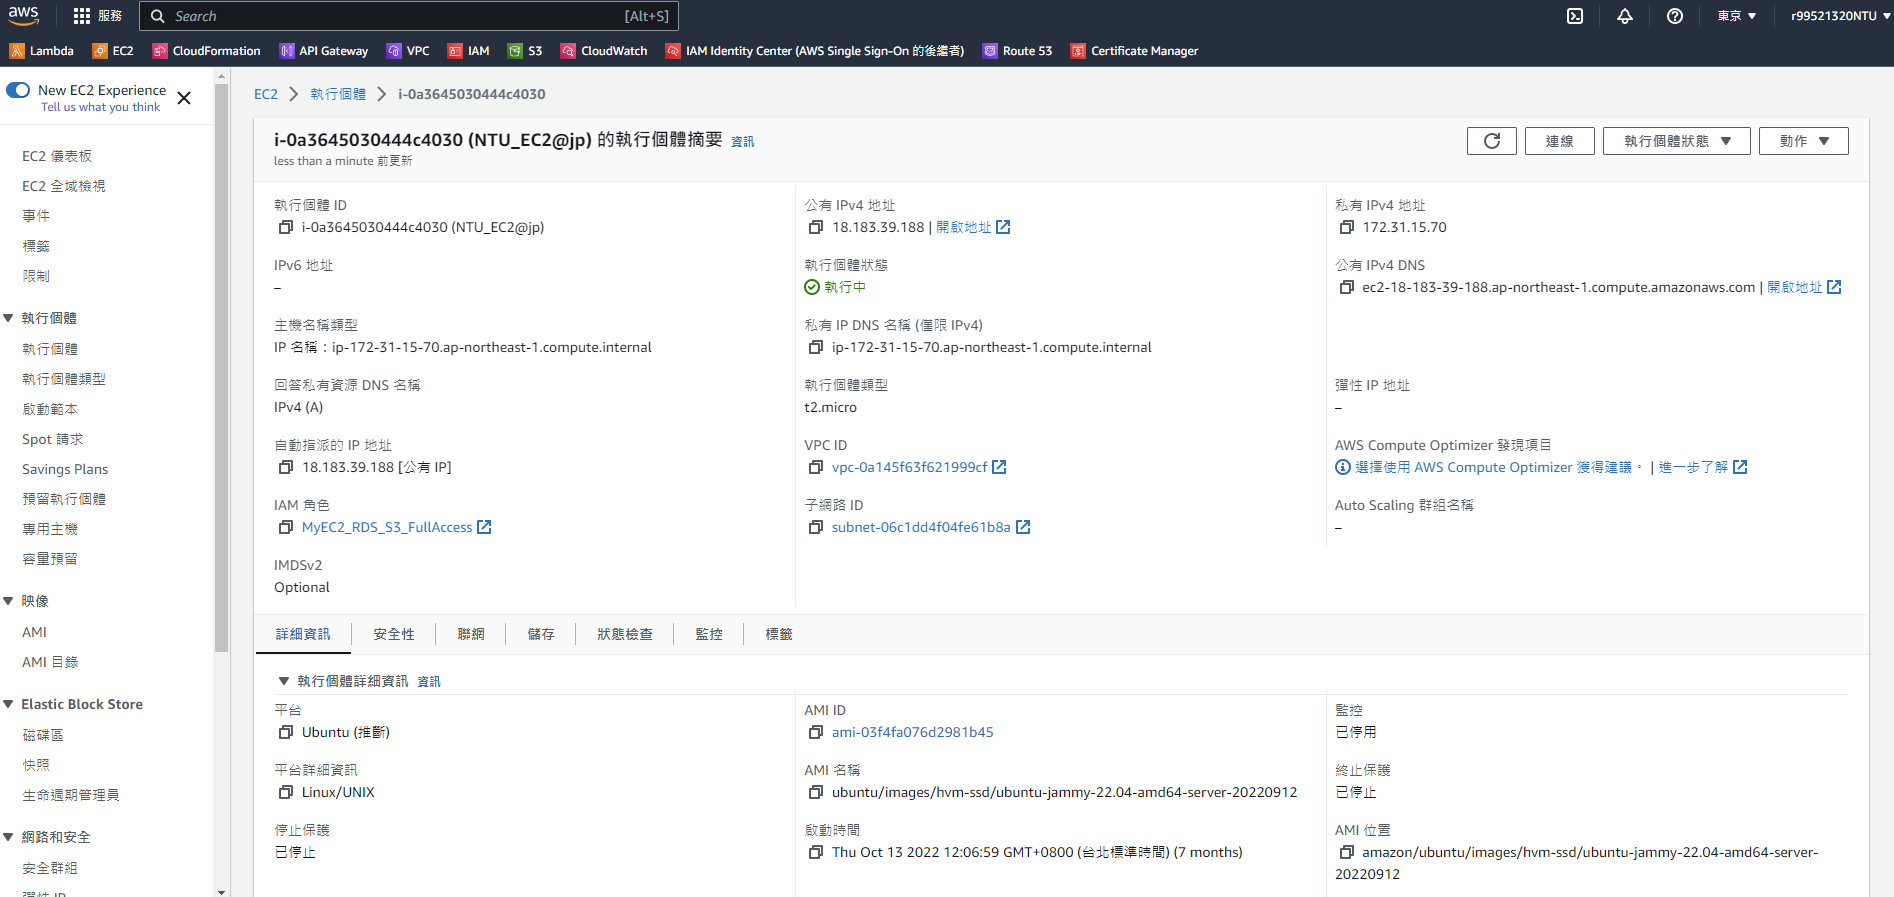 aws
服務
Search
[Alt+S]
東京 ▼
r99521320NTU ▼
Lambda
EC2
CloudFormation
API Gateway
VPC
IAM
S3
CloudWatch
IAM Identity Center (AWS Single Sign-On 的後繼者)
Route 53
Certificate Manager
New EC2 Experience
Tell us what you think
EC2 儀表板
EC2 全域檢視
事件
標籤
限制
執行個體
執行個體
執行個體類型
啟動範本
Spot 請求
Savings Plans
預留執行個體
專用主機
容量預留
映像
AMI
AMI 目錄
Elastic Block Store
磁碟區
快照
生命週期管理員
網路和安全
安全群組
彈性 IP
EC2 > 執行個體 > i-0a3645030444c4030
i-0a3645030444c4030 (NTU_EC2@jp) 的執行個體摘要 資訊
less than a minute 前更新
連線
執行個體狀態 ▼
動作 ▼
執行個體 ID
i-0a3645030444c4030 (NTU_EC2@jp)
公有 IPv4 地址
18.183.39.188 | 開啟地址
私有 IPv4 地址
172.31.15.70
IPv6 地址
–
執行個體狀態
執行中
公有 IPv4 DNS
ec2-18-183-39-188.ap-northeast-1.compute.amazonaws.com | 開啟地址
主機名稱類型
IP 名稱：ip-172-31-15-70.ap-northeast-1.compute.internal
私有 IP DNS 名稱 (僅限 IPv4)
ip-172-31-15-70.ap-northeast-1.compute.internal
回答私有資源 DNS 名稱
IPv4 (A)
執行個體類型
t2.micro
彈性 IP 地址
–
自動指派的 IP 地址
18.183.39.188 [公有 IP]
VPC ID
vpc-0a145f63f621999cf
AWS Compute Optimizer 發現項目
選擇使用 AWS Compute Optimizer 獲得建議。 | 進一步了解
IAM 角色
MyEC2_RDS_S3_FullAccess
子網路 ID
subnet-06c1dd4f04fe61b8a
Auto Scaling 群組名稱
–
IMDSv2
Optional
詳細資訊
安全性
聯網
儲存
狀態檢查
監控
標籤
▼ 執行個體詳細資訊 資訊
平台
Ubuntu (推斷)
AMI ID
ami-03f4fa076d2981b45
監控
已停用
平台詳細資訊
Linux/UNIX
AMI 名稱
ubuntu/images/hvm-ssd/ubuntu-jammy-22.04-amd64-server-20220912
終止保護
已停止
停止保護
已停止
啟動時間
Thu Oct 13 2022 12:06:59 GMT+0800 (台北標準時間) (7 months)
AMI 位置
amazon/ubuntu/images/hvm-ssd/ubuntu-jammy-22.04-amd64-server-
20220912